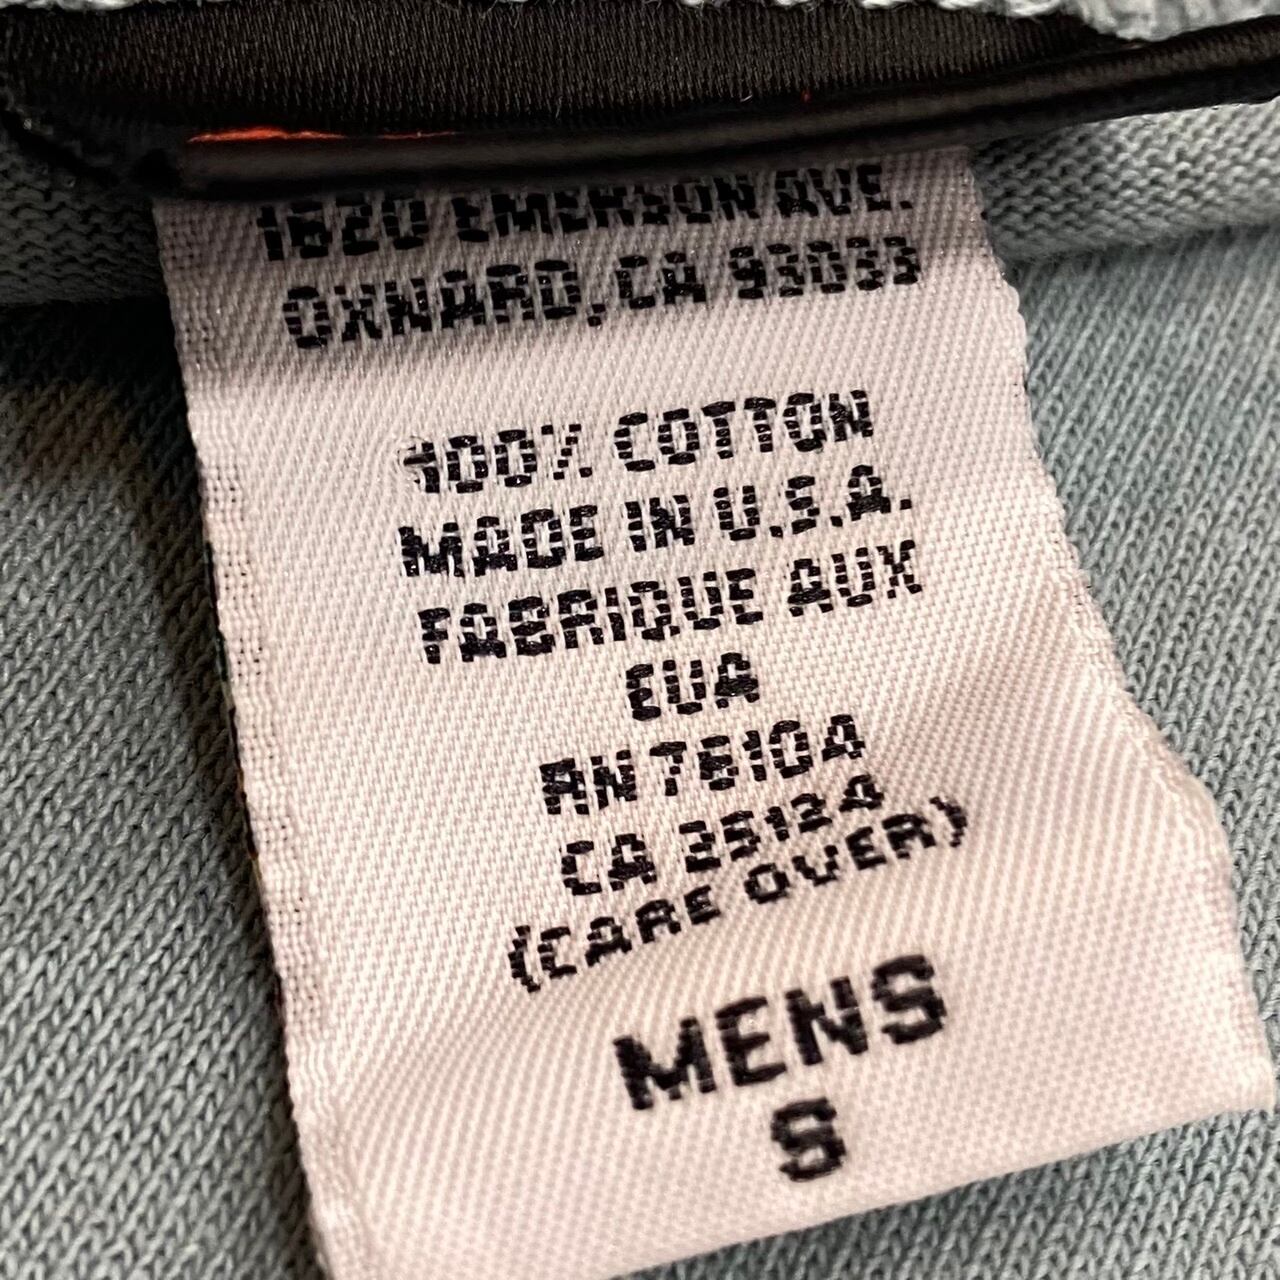 1620 EMERSON AVE.
OXNARD, CA 93033
100% COTTON
MADE IN U.S.A.
FABRIQUE AUX
EUA
RN 76104
CA 25124
(CARE OVER)
MENS
S